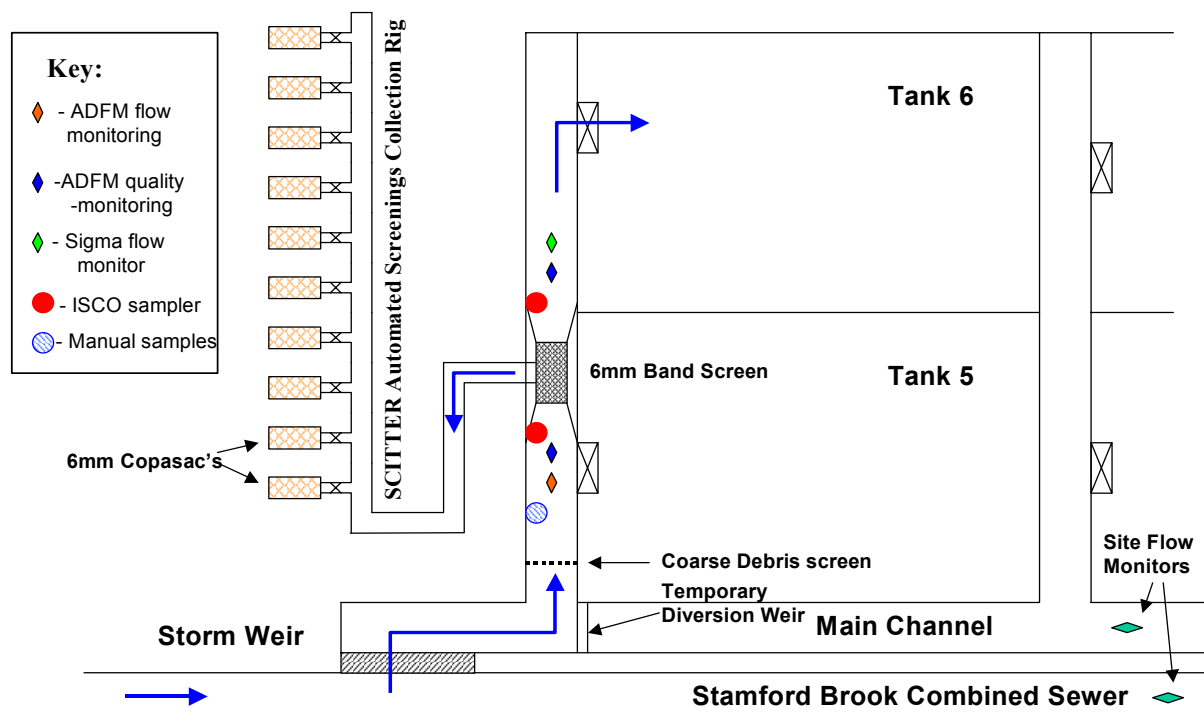 Key:
- ADFM flow
monitoring
-ADFM quality
-monitoring
- Sigma flow
monitor
- ISCO sampler
- Manual samples
SCITTER Automated Screenings Collection Rig
6mm Copasac's
Tank 6
6mm Band Screen
Tank 5
Coarse Debris screen
Temporary
Diversion Weir
Site Flow
Monitors
Storm Weir
Main Channel
Stamford Brook Combined Sewer